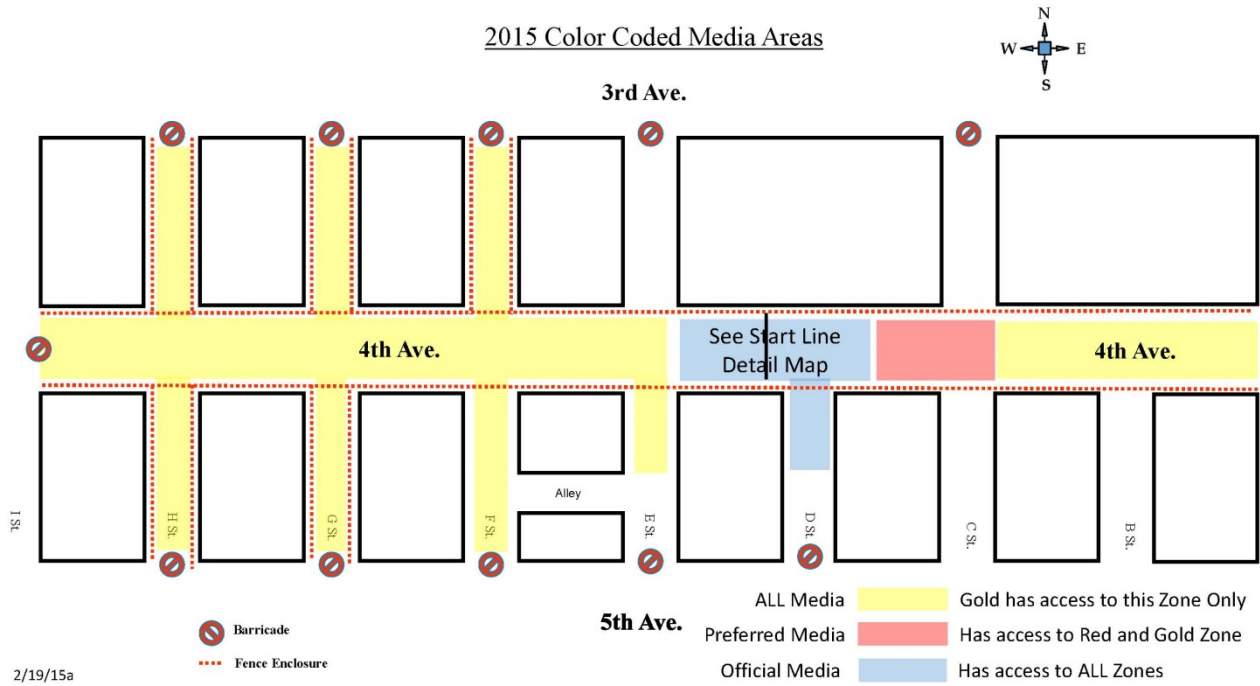 2015 Color Coded Media Areas
N
W E
S
3rd Ave.
4th Ave.
See Start Line
Detail Map
4th Ave.
Alley
I St.
H St.
G St.
F St.
E St.
D St.
C St.
B St.
5th Ave.
ALL Media Gold has access to this Zone Only
Preferred Media Has access to Red and Gold Zone
Official Media Has access to ALL Zones
Barricade
Fence Enclosure
2/19/15a